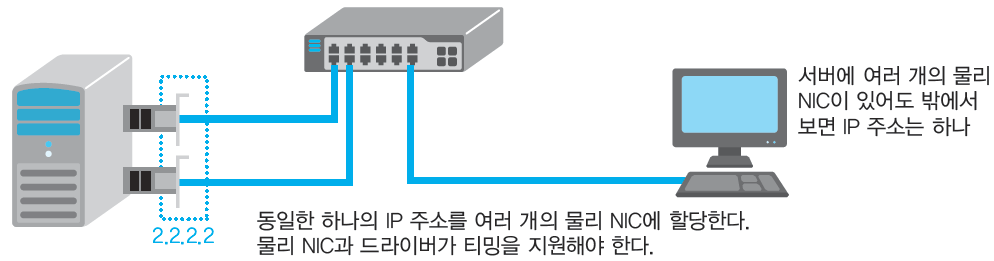 서버에 여러 개의 물리
NIC이 있어도 밖에서
보면 IP 주소는 하나
2.2.2.2
동일한 하나의 IP 주소를 여러 개의 물리 NIC에 할당한다.
물리 NIC과 드라이버가 티밍을 지원해야 한다.